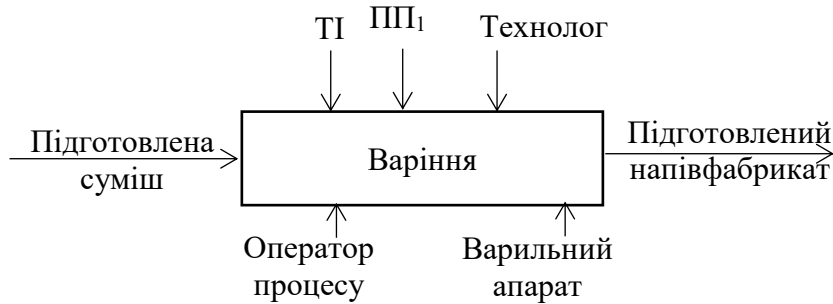 ТІ
ПП₁
Технолог
Підготовлена
суміш
Варіння
Підготовлений
напівфабрикат
Оператор
процесу
Варильний
апарат